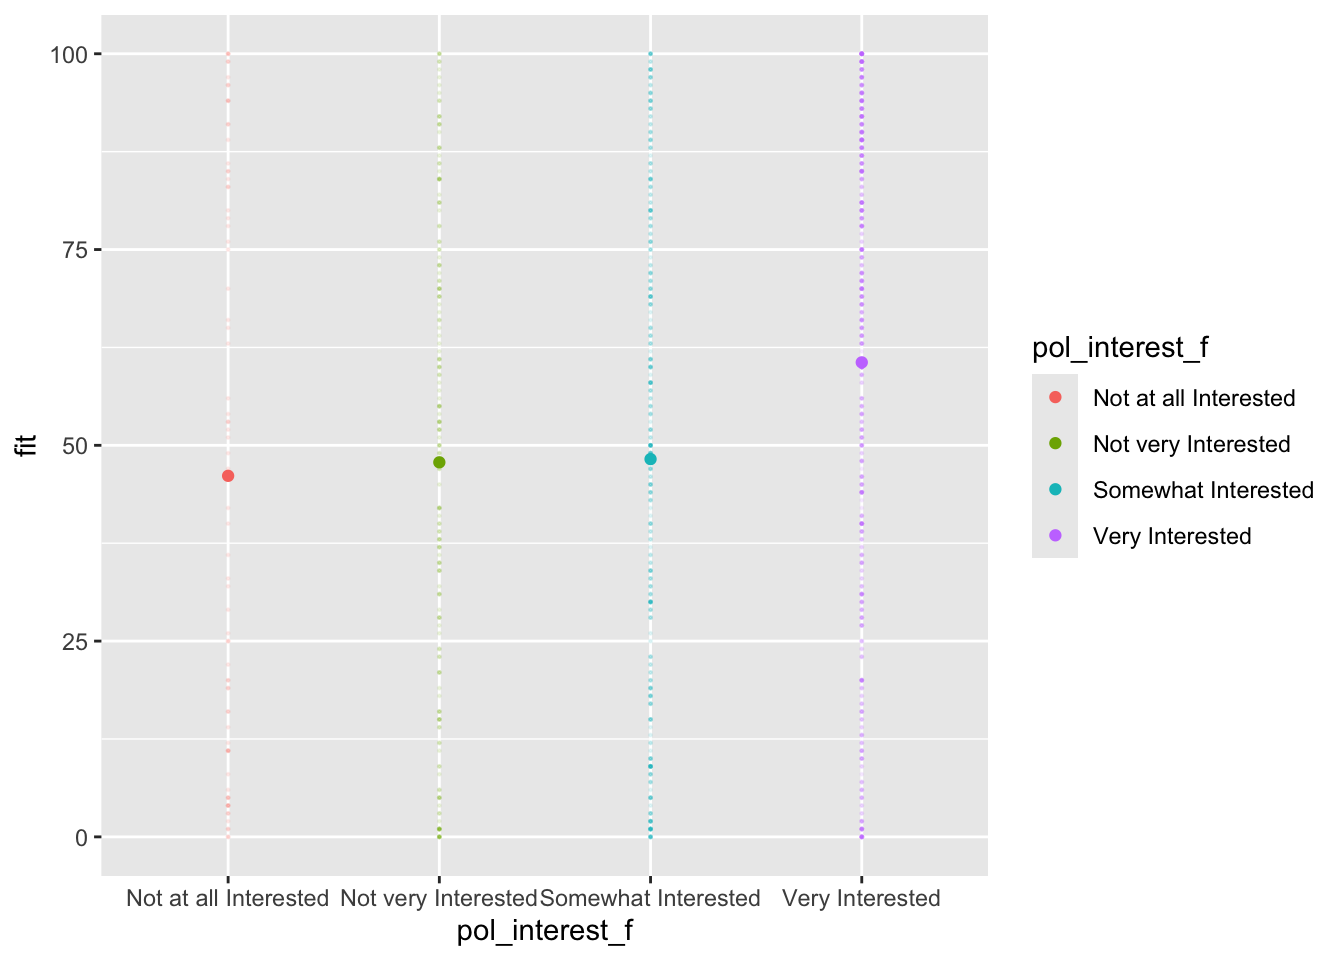 100
75
50
25
0
fit
Not at all Interested
Not very Interested
Somewhat Interested
Very Interested
pol_interest_f
pol_interest_f
Not at all Interested
Not very Interested
Somewhat Interested
Very Interested